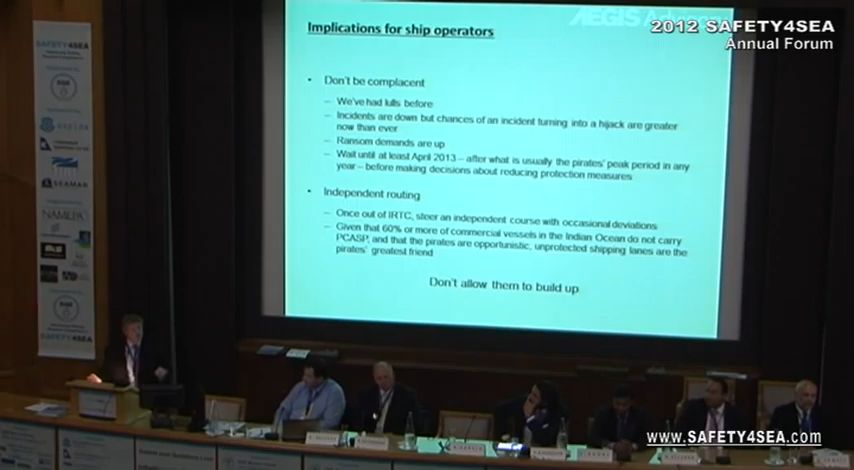 Implications for ship operators
AEGIS
2012 SAFETY4SEA
Annual Forum
SAFETY4SEA
• Don't be complacent
– We've had lulls before
– Incidents are down but chances of an incident turning into a hijack are greater
now than ever
– Ransom demands are up
– Wait until at least April 2013 – after what is usually the pirates' peak period in any
year – before making decisions about reducing protection measures
• Independent routing
– Once out of IRTC, steer an independent course with occasional deviations
– Given that 60% or more of commercial vessels in the Indian Ocean do not carry
PCASP, and that the pirates are opportunistic, unprotected shipping lanes are the
pirates' greatest friend
Don't allow them to build up
SEAMAN
NAMEPA
SAFETY4SEA
www.SAFETY4SEA.com